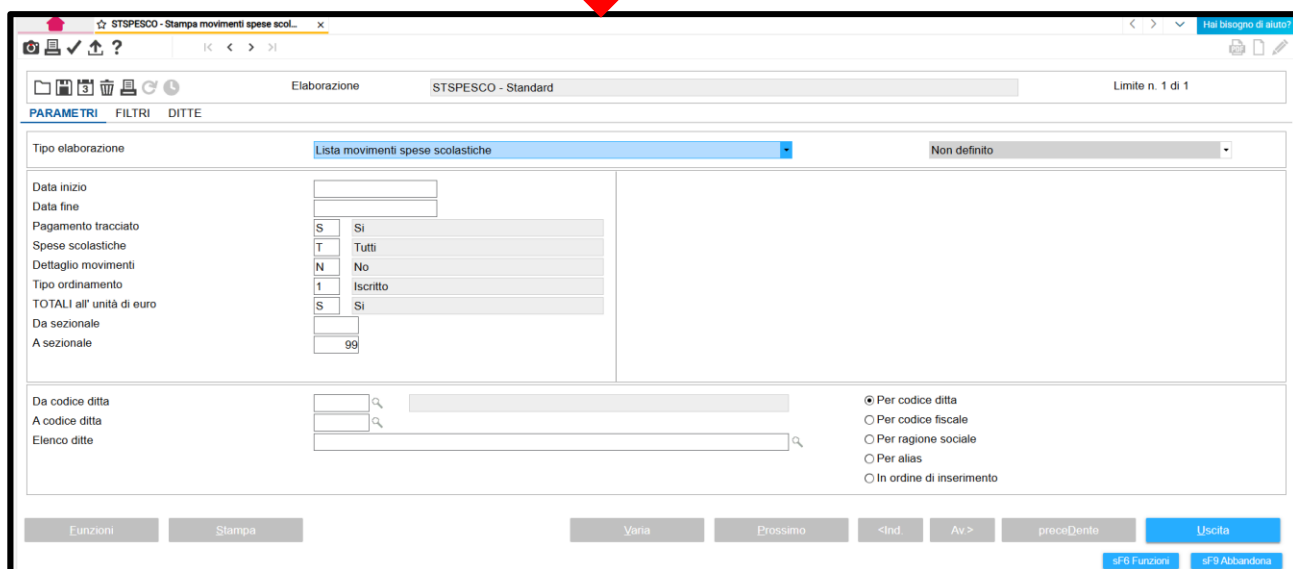 STSPESCO - Stampa movimenti spese scol... x
Hai bisogno di aiuto?
Elaborazione STSPESCO - Standard Limite n. 1 di 1
PARAMETRI FILTRI DITTE
Tipo elaborazione Lista movimenti spese scolastiche Non definito
Data inizio
Data fine
Pagamento tracciato S Si
Spese scolastiche T Tutti
Dettaglio movimenti N No
Tipo ordinamento 1 Iscritto
TOTALI all' unità di euro S Si
Da sezionale
A sezionale 99
Da codice ditta
A codice ditta
Elenco ditte
Per codice ditta
Per codice fiscale
Per ragione sociale
Per alias
In ordine di inserimento
Funzioni Stampa Varia Prossimo <Ind. Av > preceDente Uscita
sF6 Funzioni sF9 Abbandona